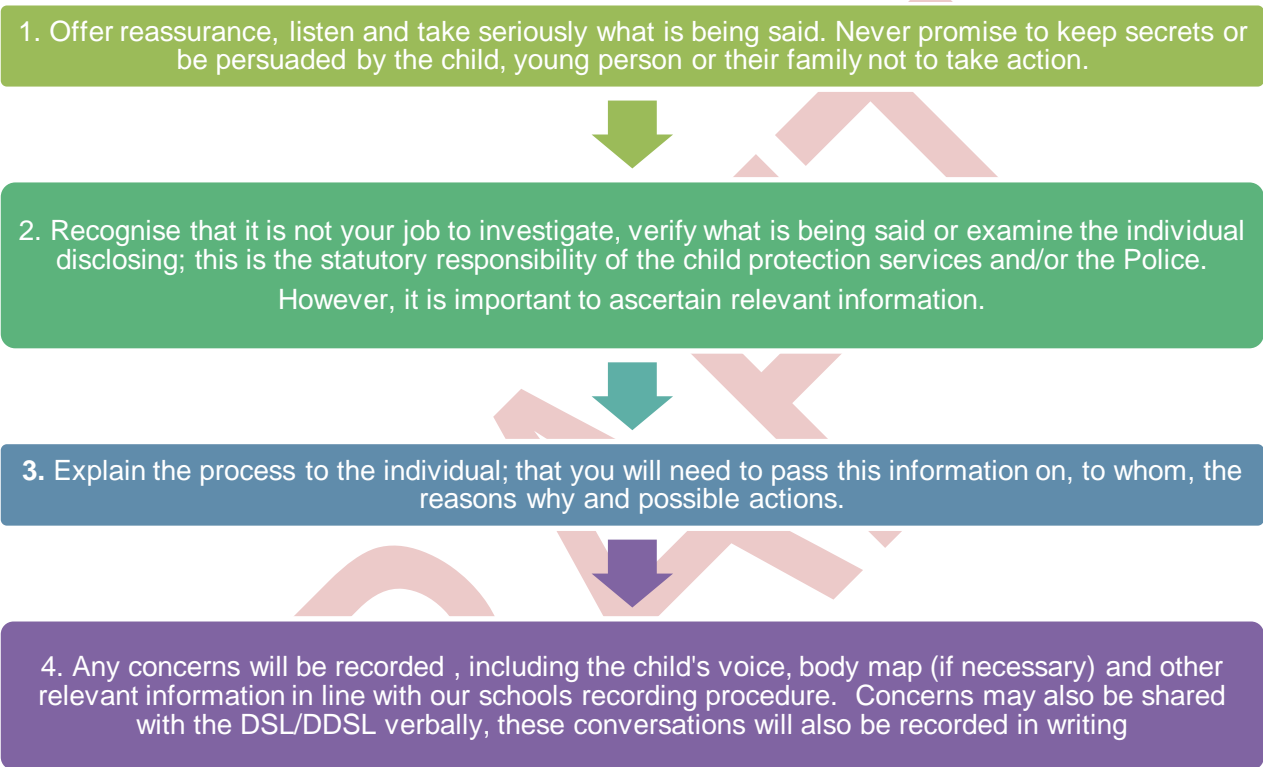 1. Offer reassurance, listen and take seriously what is being said. Never promise to keep secrets or
be persuaded by the child, young person or their family not to take action.
2. Recognise that it is not your job to investigate, verify what is being said or examine the individual
disclosing; this is the statutory responsibility of the child protection services and/or the Police.
However, it is important to ascertain relevant information.
3. Explain the process to the individual; that you will need to pass this information on, to whom, the
reasons why and possible actions.
4. Any concerns will be recorded , including the child's voice, body map (if necessary) and other
relevant information in line with our schools recording procedure. Concerns may also be shared
with the DSL/DDSL verbally, these conversations will also be recorded in writing